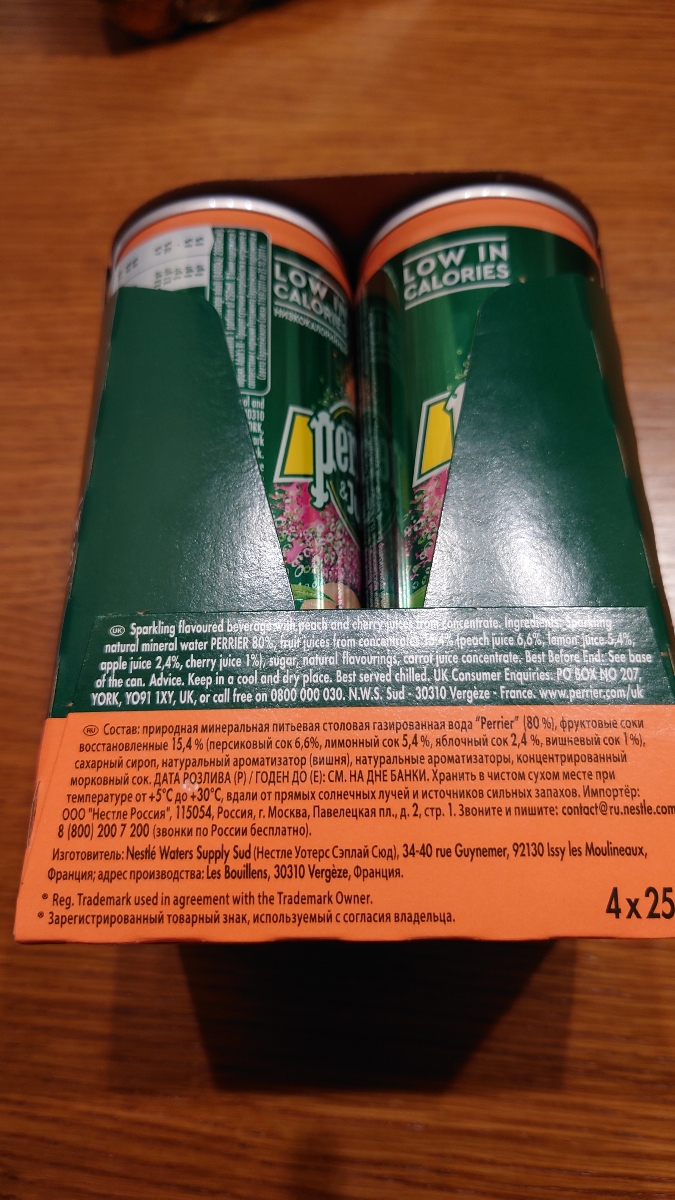 LOW IN
CALORIES
LOW IN
CALORIES
Per
&J
UK Sparkling flavoured beverage with peach and cherry juices from concentrate. Ingredients: Sparkling
natural mineral water PERRIER 80%, fruit juices from concentrates 15,4% (peach juice 6,6%, lemon juice 5,4%,
apple juice 2,4%, cherry juice 1%), sugar, natural flavourings, carrot juice concentrate. Best Before End: See base
of the can. Advice. Keep in a cool and dry place. Best served chilled. UK Consumer Enquiries: PO BOX NO 207,
YORK, YO91 1XY, UK, or call free on 0800 000 030. N.W.S. Sud - 30310 Vergèze - France. www.perrier.com/uk
RU Состав: природная минеральная питьевая столовая газированная вода "Perrier" (80 %), фруктовые соки
восстановленные 15,4 % (персиковый сок 6,6%, лимонный сок 5,4 %, яблочный сок 2,4 %, вишневый сок 1%),
сахарный сироп, натуральный ароматизатор (вишня), натуральные ароматизаторы, концентрированный
морковный сок. ДАТА РОЗЛИВА (P) / ГОДЕН ДО (E): СМ. НА ДНЕ БАНКИ. Хранить в чистом сухом месте при
температуре от +5°C до +30°C, вдали от прямых солнечных лучей и источников сильных запахов. Импортёр:
ООО "Нестле Россия", 115054, Россия, г. Москва, Павелецкая пл., д. 2, стр. 1. Звоните и пишите: contact@ru.nestle.com
8 (800) 200 7 200 (звонки по России бесплатно).
Изготовитель: Nestlé Waters Supply Sud (Нестле Уотерс Сэплай Сюд), 34-40 rue Guynemer, 92130 Issy les Moulineaux,
Франция; адрес производства: Les Bouillens, 30310 Vergèze, Франция.
® Reg. Trademark used in agreement with the Trademark Owner.
® Зарегистрированный товарный знак, используемый с согласия владельца.
4 x 25